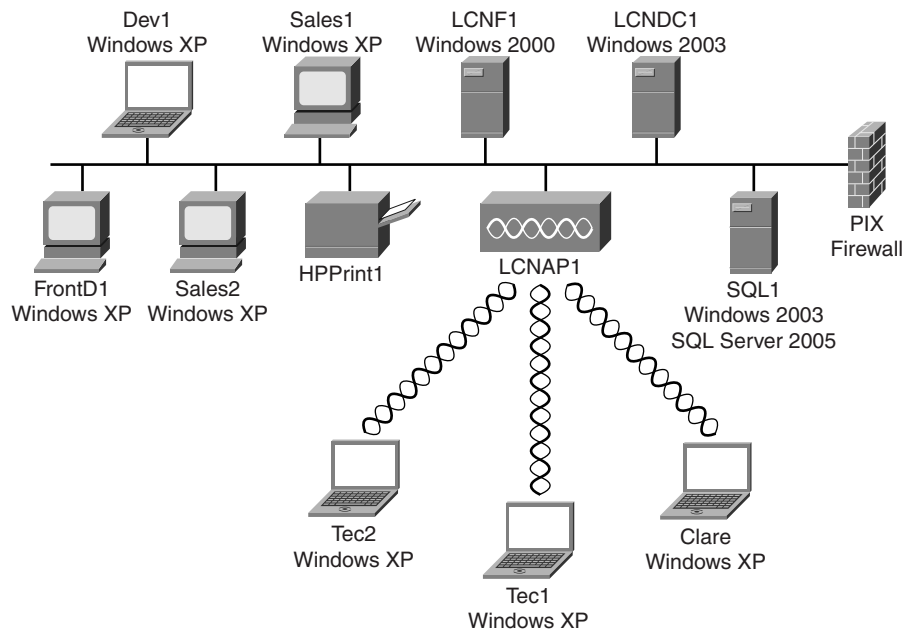 Dev1
Windows XP
Sales1
Windows XP
LCNF1
Windows 2000
LCNDC1
Windows 2003
FrontD1
Windows XP
Sales2
Windows XP
HPPrint1
LCNAP1
SQL1
Windows 2003
SQL Server 2005
PIX
Firewall
Tec2
Windows XP
Tec1
Windows XP
Clare
Windows XP